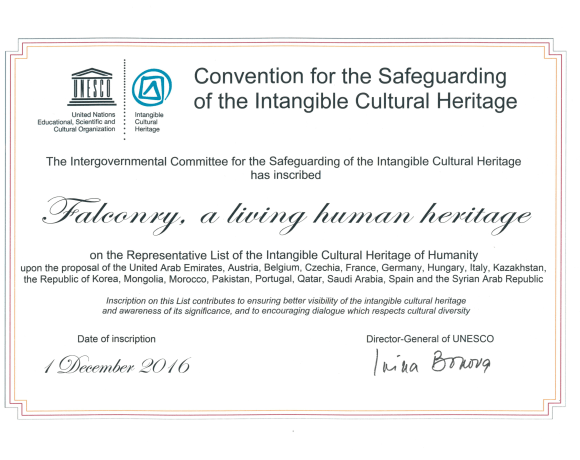 UNESCO
United Nations
Educational, Scientific and
Cultural Organization
Intangible
Cultural
Heritage
Convention for the Safeguarding
of the Intangible Cultural Heritage
The Intergovernmental Committee for the Safeguarding of the Intangible Cultural Heritage
has inscribed
Falconry, a living human heritage
on the Representative List of the Intangible Cultural Heritage of Humanity
upon the proposal of the United Arab Emirates, Austria, Belgium, Czechia, France, Germany, Hungary, Italy, Kazakhstan,
the Republic of Korea, Mongolia, Morocco, Pakistan, Portugal, Qatar, Saudi Arabia, Spain and the Syrian Arab Republic
Inscription on this List contributes to ensuring better visibility of the intangible cultural heritage
and awareness of its significance, and to encouraging dialogue which respects cultural diversity
Date of inscription
1 December 2016
Director-General of UNESCO
Irina Bokova